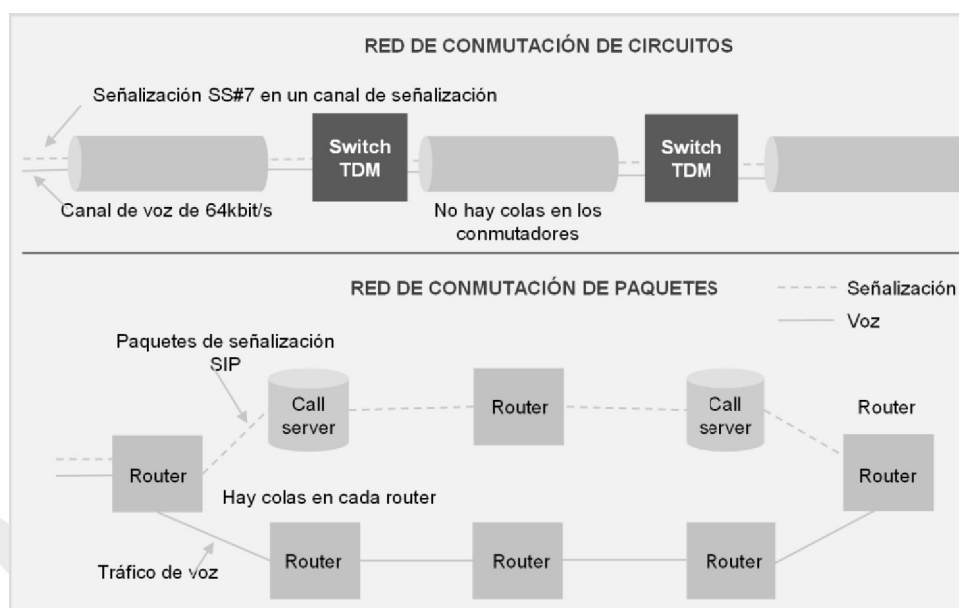 RED DE CONMUTACIÓN DE CIRCUITOS
Señalización SS#7 en un canal de señalización
Switch
TDM
Switch
TDM
Canal de voz de 64kbit/s
No hay colas en los
conmutadores
RED DE CONMUTACIÓN DE PAQUETES
Señalización
Voz
Paquetes de señalización
SIP
Call
server
Router
Call
server
Router
Router
Router
Hay colas en cada router
Router
Router
Router
Tráfico de voz